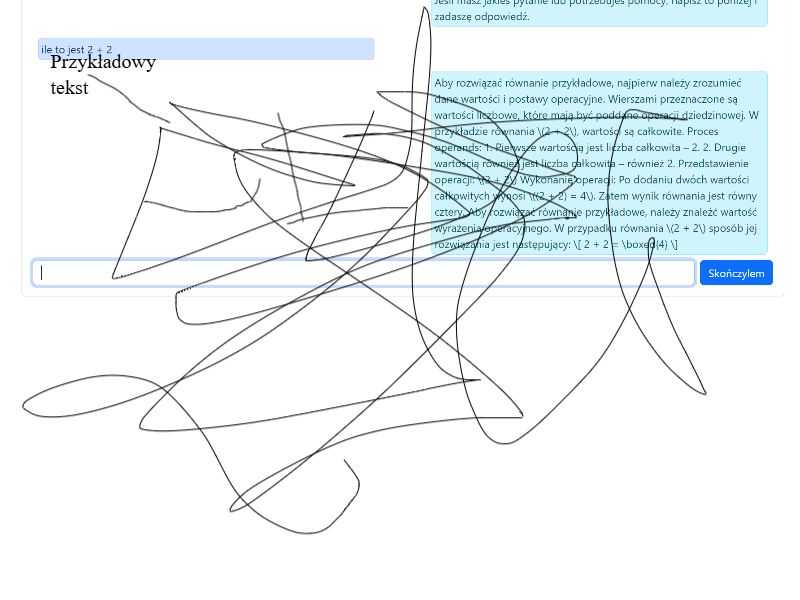 Jeśli masz jakieś pytanie lub potrzebujesz pomocy, napisz to poniżej i
zadaszę odpowiedź.
ile to jest 2 + 2
Przykładowy
tekst
Aby rozwiązać równanie przykładowe, najpierw należy zrozumieć
dane wartości i postawy operacyjne. Wierszami przeznaczone są
wartości liczbowe, które mają być poddane operacji dziedzinowej. W
przykładzie równania \(2 + 2\), wartości są całkowite. Proces
operands: 1. Pierwsze wartością jest liczba całkowita – 2. 2. Drugie
wartością również jest liczba całkowita – również 2. Przedstawienie
operacji: \(2 + 2\) Wykonanie operacji: Po dodaniu dwóch wartości
całkowitych wynosi \((2 + 2) = 4\). Zatem wynik równania jest równy
cztery. Aby rozwiązać równanie przykładowe, należy znaleźć wartość
wyrażenia operacyjnego. W przypadku równania \(2 + 2\) sposób jej
rozwiązania jest następujący: \[ 2 + 2 = \boxed{4} \]
Skończylem